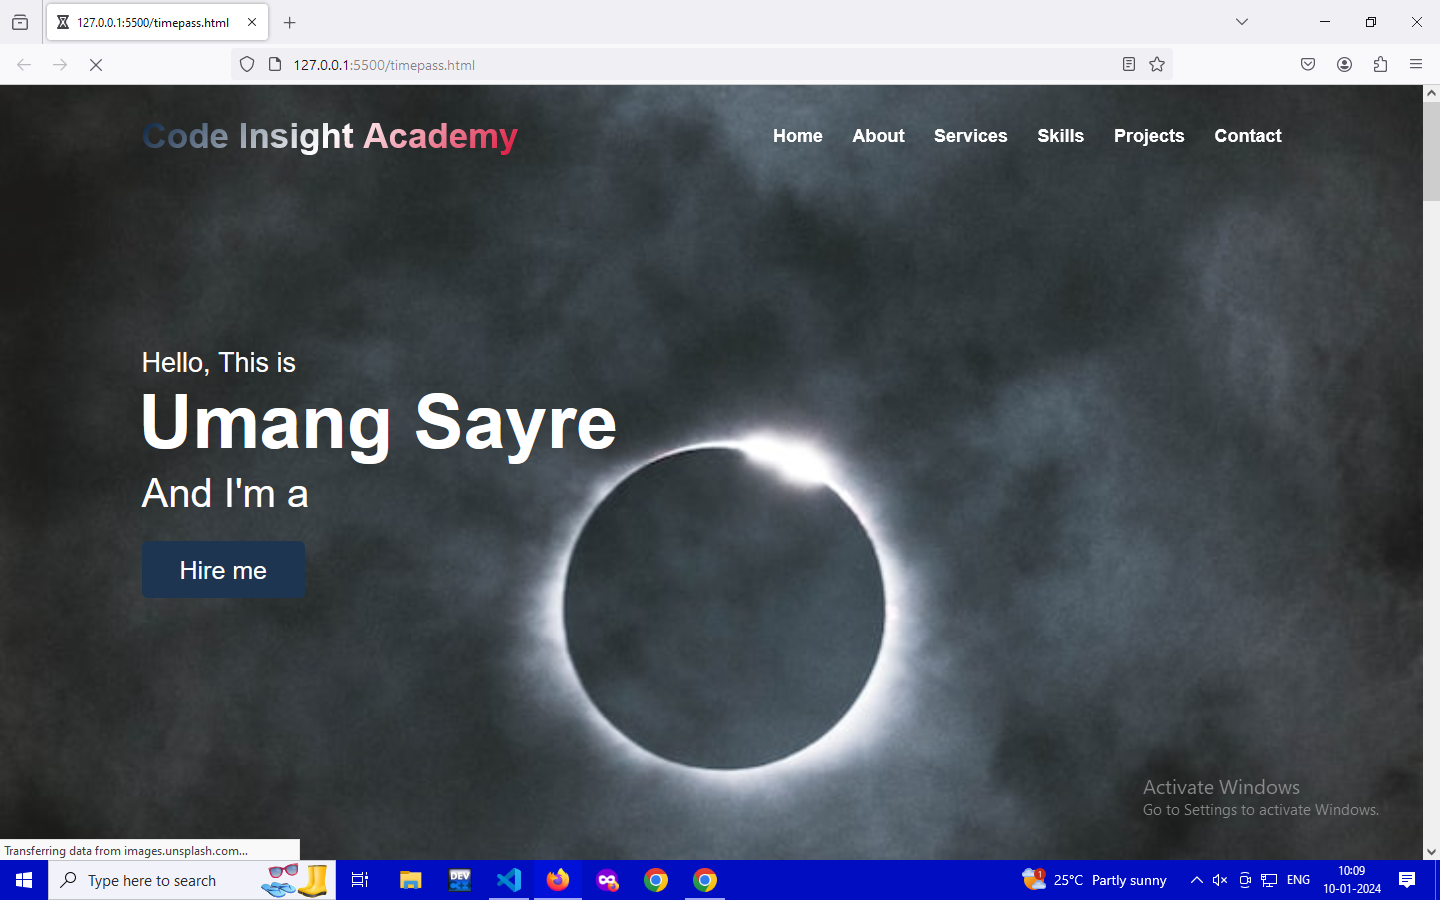 127.0.0.1:5500/timepass.html
127.0.0.1:5500/timepass.html
Code Insight Academy
Home About Services Skills Projects Contact
Hello, This is
Umang Sayre
And I'm a
Hire me
Activate Windows
Go to Settings to activate Windows.
Transferring data from images.unsplash.com...
Type here to search
DEV
1
25°C Partly sunny
ENG
10:09
10-01-2024